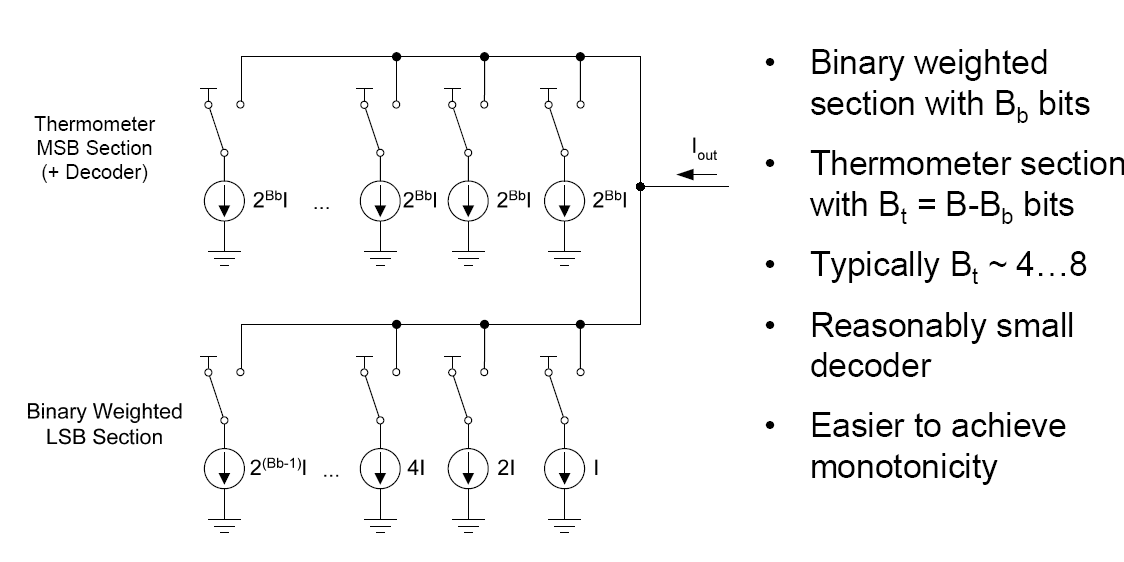 Thermometer
MSB Section
(+ Decoder)
2^{Bb}I ... 2^{Bb}I 2^{Bb}I 2^{Bb}I
I_{out}
Binary Weighted
LSB Section
2^{(Bb-1)}I ... 4I 2I I
• Binary weighted
section with B_b bits
• Thermometer section
with B_t = B-B_b bits
• Typically B_t ~ 4…8
• Reasonably small
decoder
• Easier to achieve
monotonicity